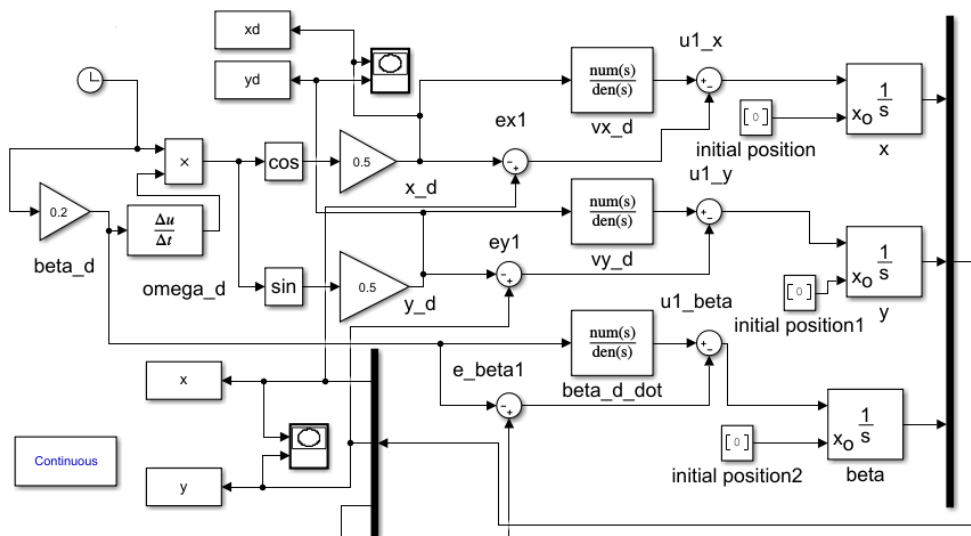 xd
yd
u1_x
num(s)
den(s)
vx_d
+
-
[0]
initial position
1
s
xo
x
ex1
-
+
×
cos
0.5
x_d
u1_y
0.2
beta_d
Δu
Δt
omega_d
sin
0.5
y_d
ey1
-
+
num(s)
den(s)
vy_d
+
-
[0]
initial position1
1
s
xo
y
u1_beta
num(s)
den(s)
beta_d_dot
+
-
e_beta1
-
+
x
y
Continuous
[0]
initial position2
1
s
xo
beta